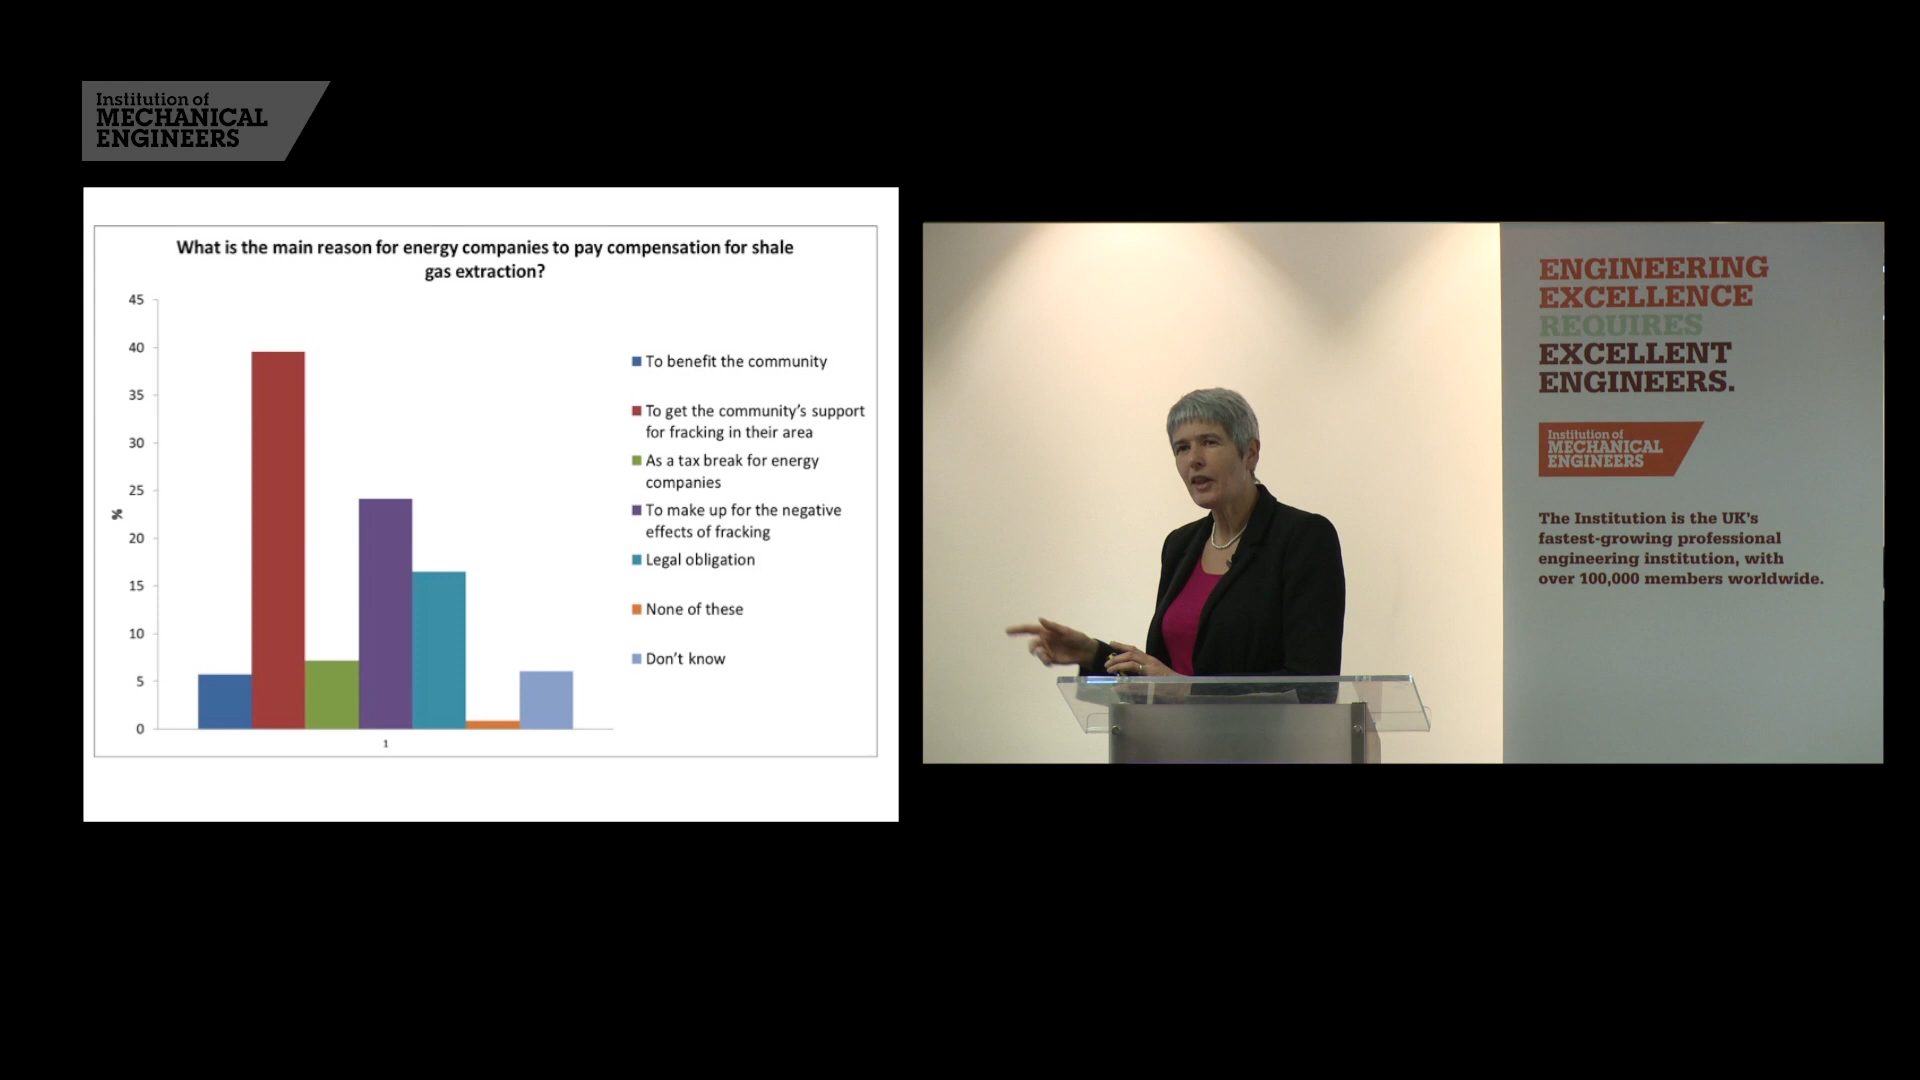 Institution of
MECHANICAL
ENGINEERS
What is the main reason for energy companies to pay compensation for shale
gas extraction?
45
40
35
30
25
20
15
10
5
0
%
1
To benefit the community
To get the community's support
for fracking in their area
As a tax break for energy
companies
To make up for the negative
effects of fracking
Legal obligation
None of these
Don't know
ENGINEERING
EXCELLENCE
REQUIRES
EXCELLENT
ENGINEERS.
Institution of
MECHANICAL
ENGINEERS
The Institution is the UK's
fastest-growing professional
engineering institution, with
over 100,000 members worldwide.